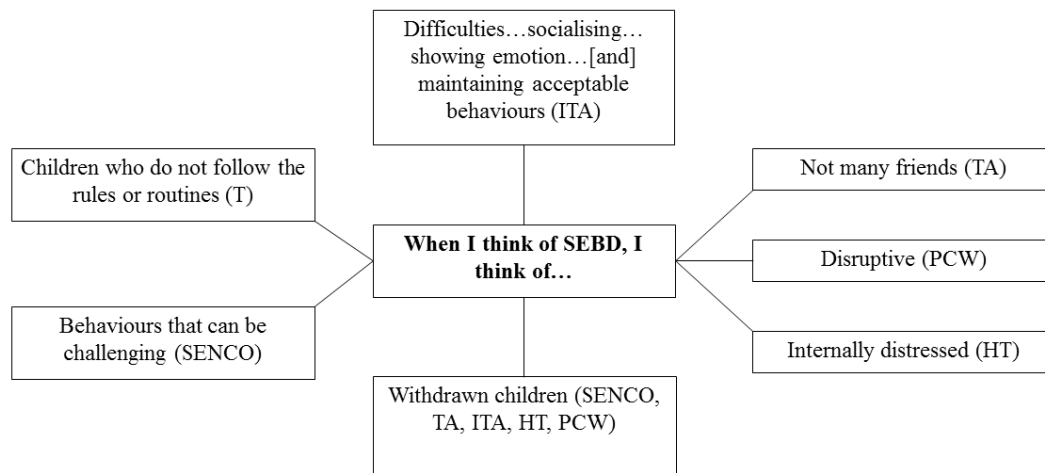 Difficulties…socialising…
showing emotion…[and]
maintaining acceptable
behaviours (ITA)
Children who do not follow the
rules or routines (T)
Not many friends (TA)
When I think of SEBD, I
think of…
Disruptive (PCW)
Behaviours that can be
challenging (SENCO)
Internally distressed (HT)
Withdrawn children (SENCO,
TA, ITA, HT, PCW)